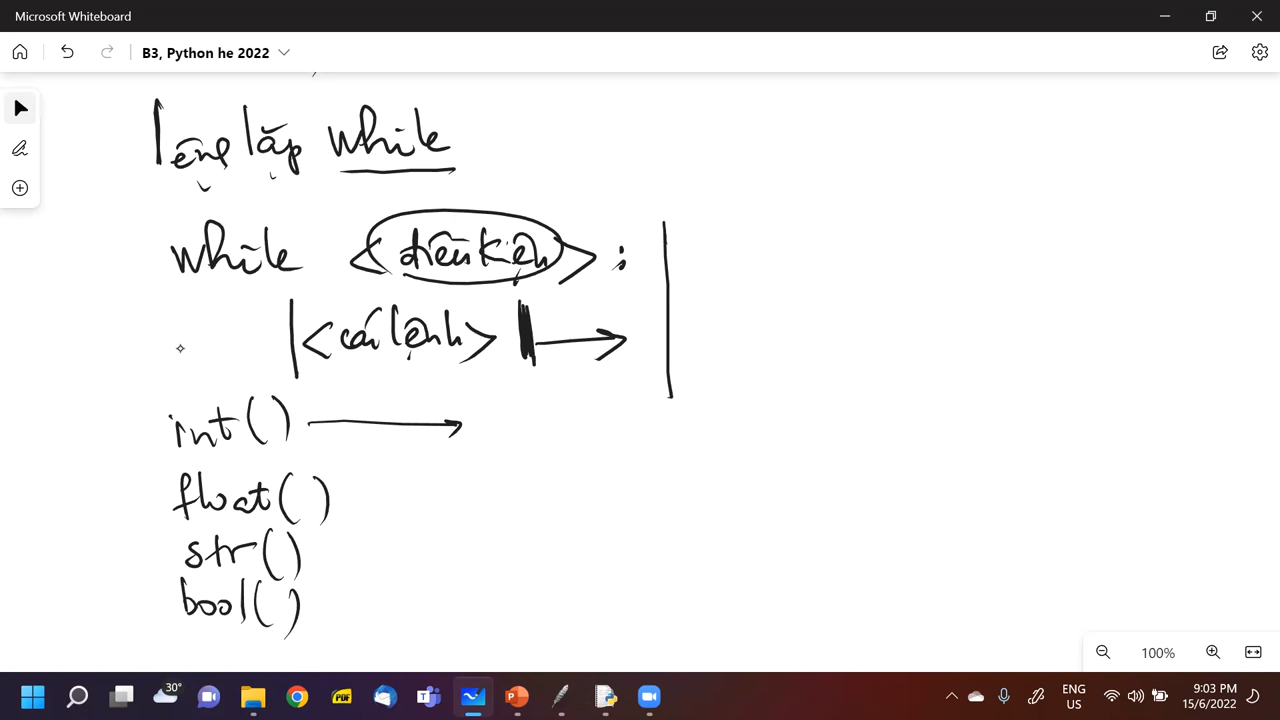 Microsoft Whiteboard
B3, Python he 2022
Lệnh lặp while
while <điều kiện> :
<các lệnh>
int()
float()
str()
bool()
100%
30°
PDF
ENG
US
9:03 PM
15/6/2022